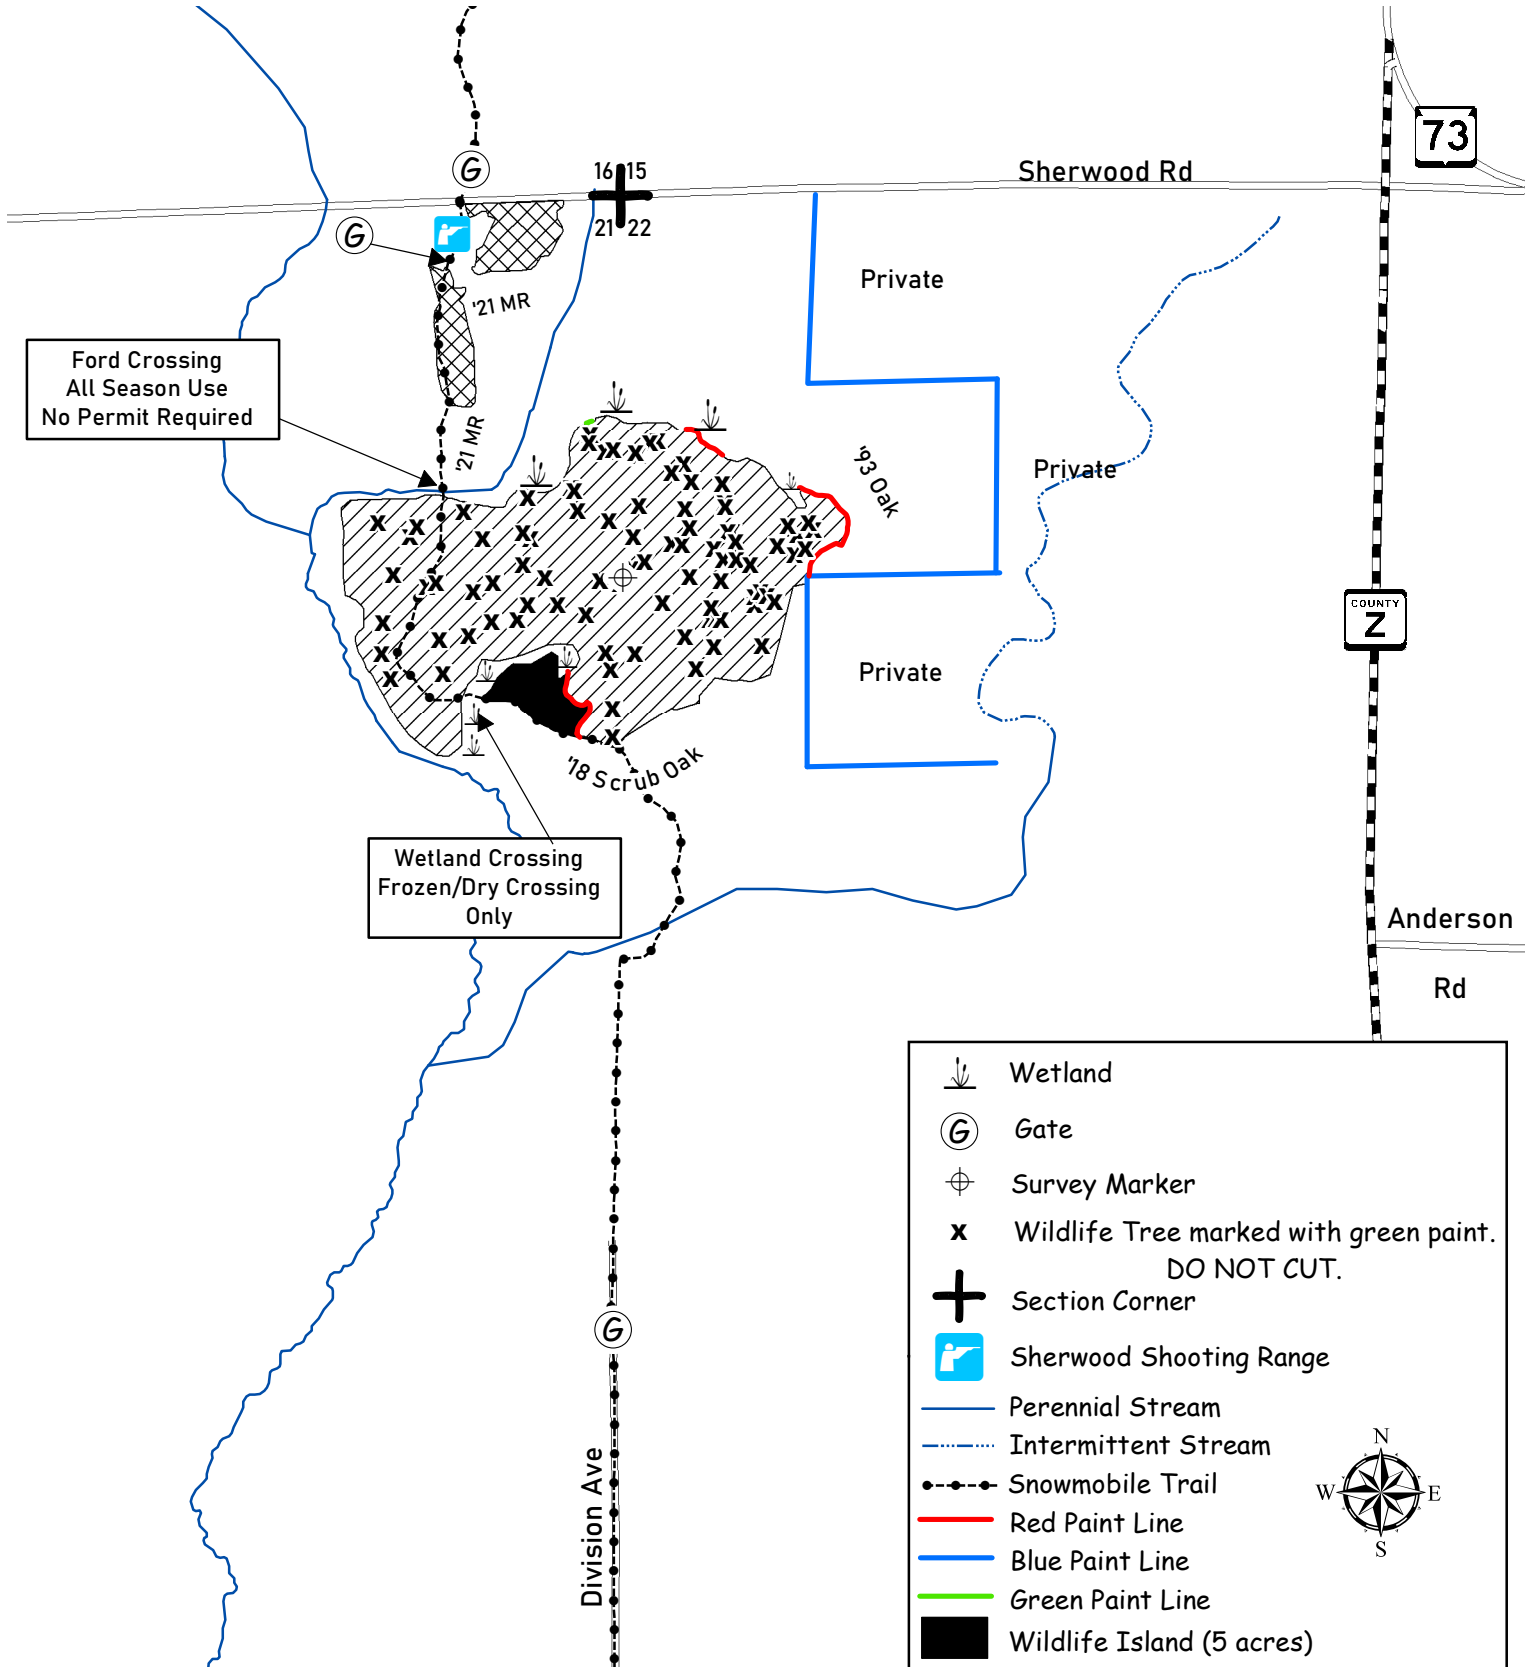 73
G
16 15
Sherwood Rd
21 22
G
Private
'21 MR
Ford Crossing
All Season Use
No Permit Required
'21 MR
'93 Oak
Private
COUNTY
Z
Private
'18 Scrub Oak
Wetland Crossing
Frozen/Dry Crossing
Only
Anderson
Rd
G
Division Ave
Wetland
G Gate
Survey Marker
x Wildlife Tree marked with green paint.
DO NOT CUT.
Section Corner
Sherwood Shooting Range
Perennial Stream
Intermittent Stream
Snowmobile Trail
Red Paint Line
Blue Paint Line
Green Paint Line
Wildlife Island (5 acres)
N
W E
S